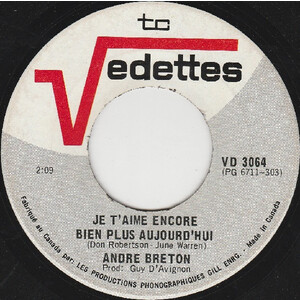 tc
Vedettes
2:09
VD 3064
(PG 6711-303)
JE T'AIME ENCORE
BIEN PLUS AUJOURD'HUI
(Don Robertson - June Warren)
ANDRE BRETON
Prod: Guy D'Avignon
Fabriqué au Canada par LES PRODUCTIONS PHONOGRAPHIQUES GILL ENRG. Made in Canada